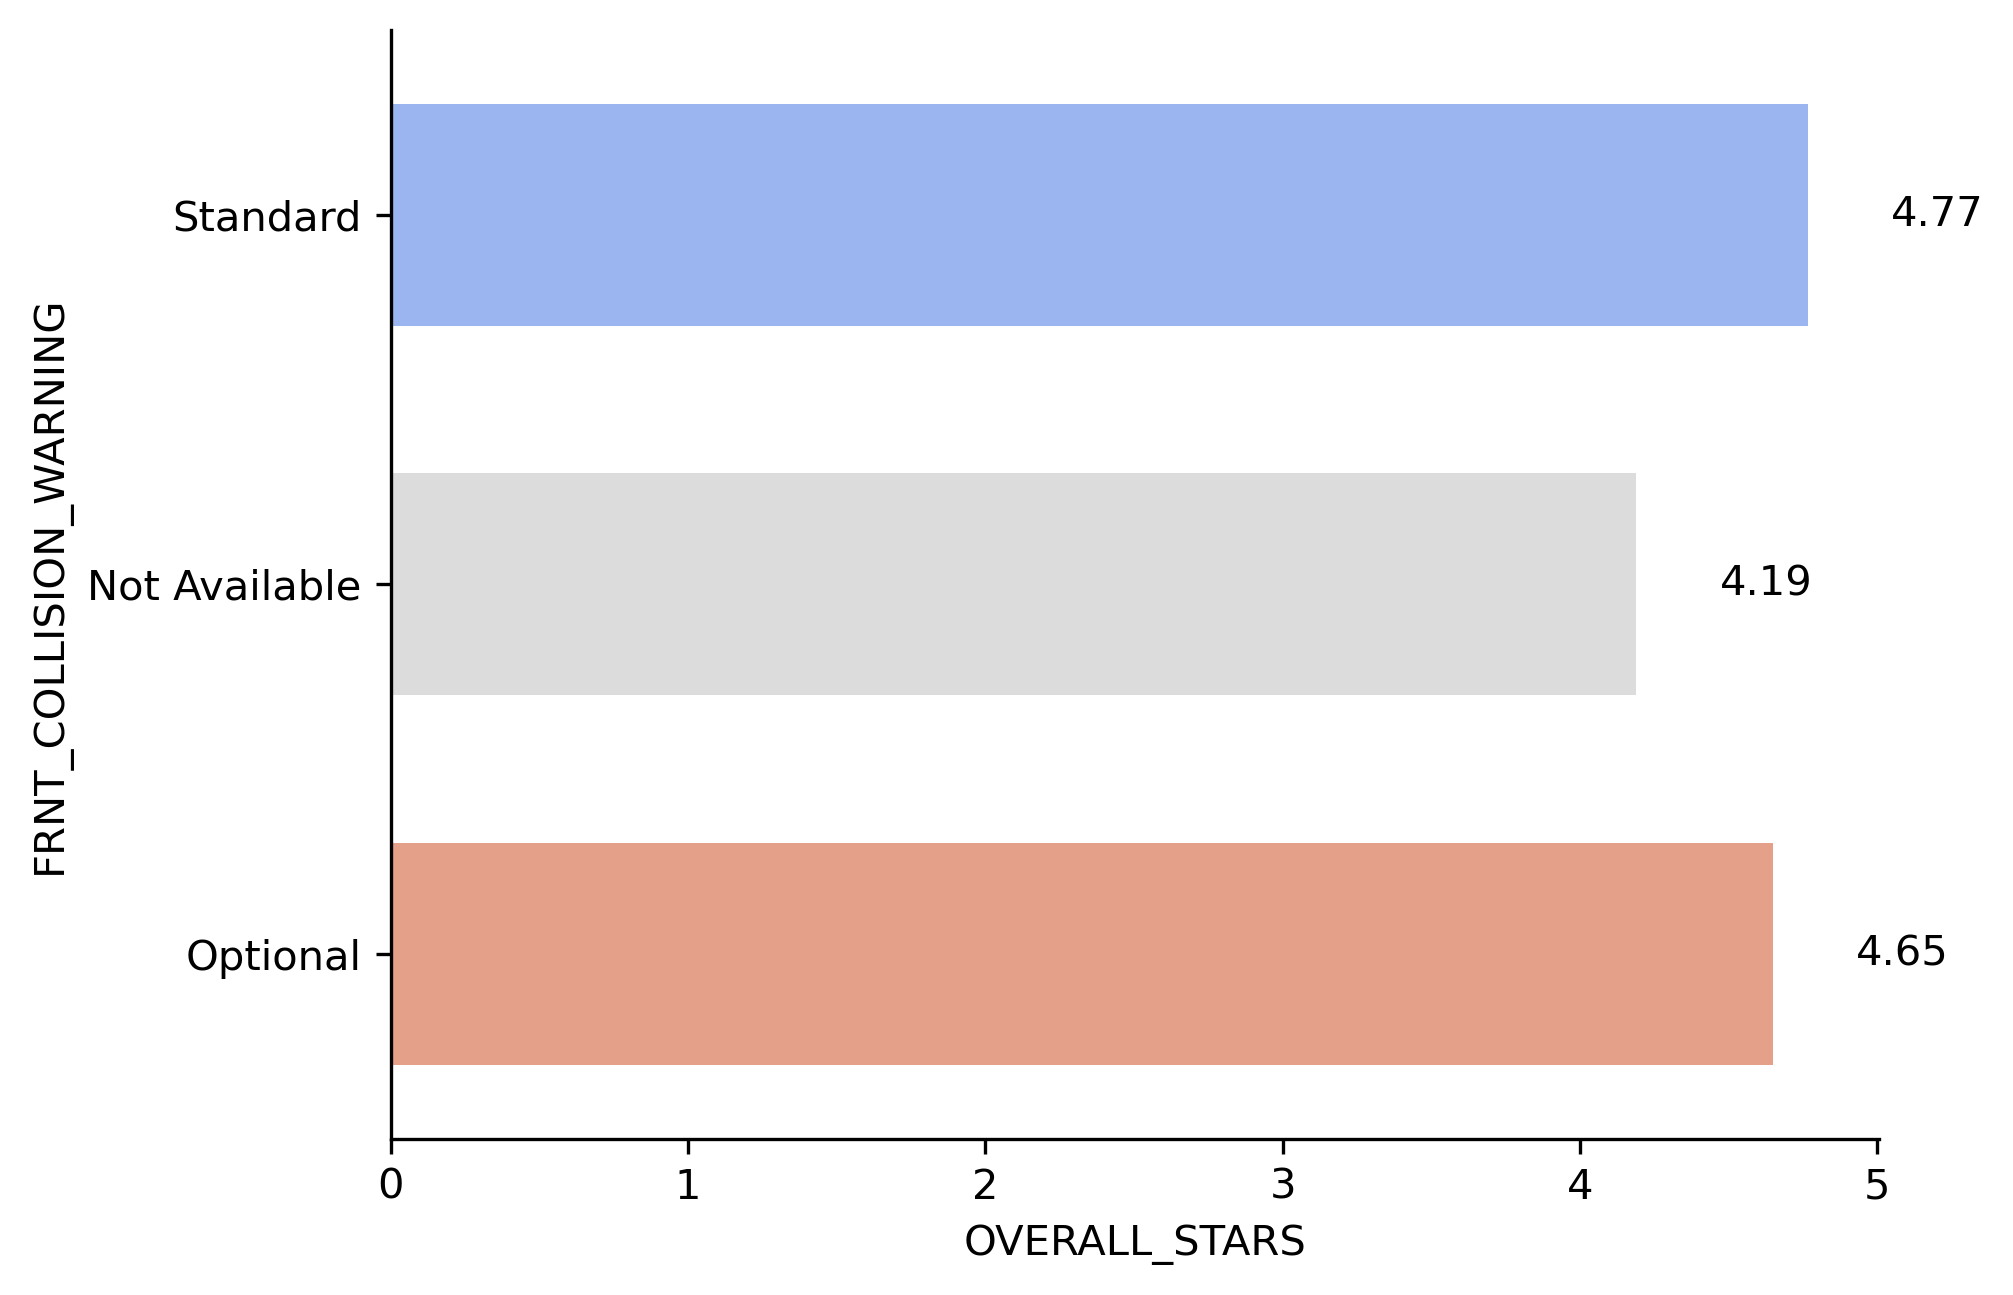 FRNT_COLLISION_WARNING
Standard
4.77
Not Available
4.19
Optional
4.65
0 1 2 3 4 5
OVERALL_STARS